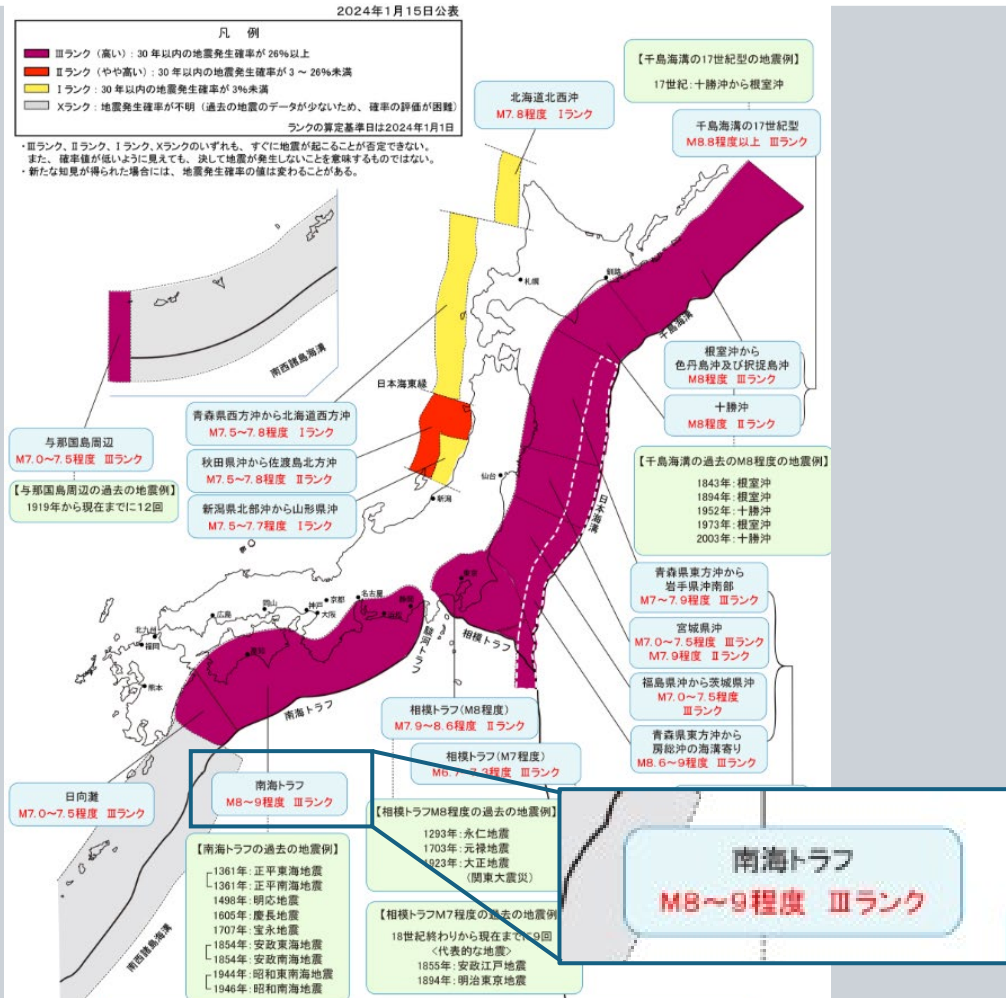 2024年1月15日公表
凡 例
Ⅲランク（高い）：30年以内の地震発生確率が26%以上
Ⅱランク（やや高い）：30年以内の地震発生確率が3～26%未満
Ⅰランク：30年以内の地震発生確率が3%未満
Xランク：地震発生確率が不明（過去の地震のデータが少ないため、確率の評価が困難）
ランクの算定基準日は2024年1月1日
・Ⅲランク、Ⅱランク、Ⅰランク、Xランクのいずれも、すぐに地震が起こることが否定できない。
また、確率値が低いように見えても、決して地震が発生しないことを意味するものではない。
・新たな知見が得られた場合には、地震発生確率の値は変わることがある。
北海道北西沖
M7.8程度 Ⅰランク
【千島海溝の17世紀型の地震例】
17世紀：十勝沖から根室沖
千島海溝の17世紀型
M8.8程度以上 Ⅲランク
札幌
釧路
千島海溝
南西諸島海溝
日本海東縁
根室沖から
色丹島沖及び択捉島沖
M8程度 Ⅲランク
十勝沖
M8程度 Ⅱランク
与那国島周辺
M7.0～7.5程度 Ⅲランク
【与那国島周辺の過去の地震例】
1919年から現在までに12回
青森県西方沖から北海道西方沖
M7.5～7.8程度 Ⅰランク
秋田県沖から佐渡島北方沖
M7.5～7.8程度 Ⅱランク
新潟県北部沖から山形県沖
M7.5～7.7程度 Ⅰランク
仙台
新潟
日本海溝
【千島海溝の過去のM8程度の地震例】
1843年：根室沖
1894年：根室沖
1952年：十勝沖
1973年：根室沖
2003年：十勝沖
青森県東方沖から
岩手県沖南部
M7～7.9程度 Ⅲランク
宮城県沖
M7.0～7.5程度 Ⅲランク
M7.9程度 Ⅱランク
福島県沖から茨城県沖
M7.0～7.5程度
Ⅲランク
青森県東方沖から
房総沖の海溝寄り
M8.6～9程度 Ⅲランク
東京
名古屋
京都
神戸
大阪
岡山
広島
北九州
福岡
熊本
高知
駿河トラフ
相模トラフ
南海トラフ
相模トラフ(M8程度)
M7.9～8.6程度 Ⅱランク
相模トラフ(M7程度)
Ⅲランク
日向灘
M7.0～7.5程度 Ⅲランク
南海トラフ
M8～9程度 Ⅲランク
【南海トラフの過去の地震例】
1361年：正平東海地震
1361年：正平南海地震
1498年：明応地震
1605年：慶長地震
1707年：宝永地震
1854年：安政東海地震
1854年：安政南海地震
1944年：昭和東南海地震
1946年：昭和南海地震
南西諸島海溝
【相模トラフM8程度の過去の地震例】
1293年：永仁地震
1703年：元禄地震
1923年：大正地震
(関東大震災)
【相模トラフM7程度の過去の地震例
18世紀終わりから現在までに9回
<代表的な地震>
1855年：安政江戸地震
1894年：明治東京地震
南海トラフ
M8～9程度 Ⅲランク